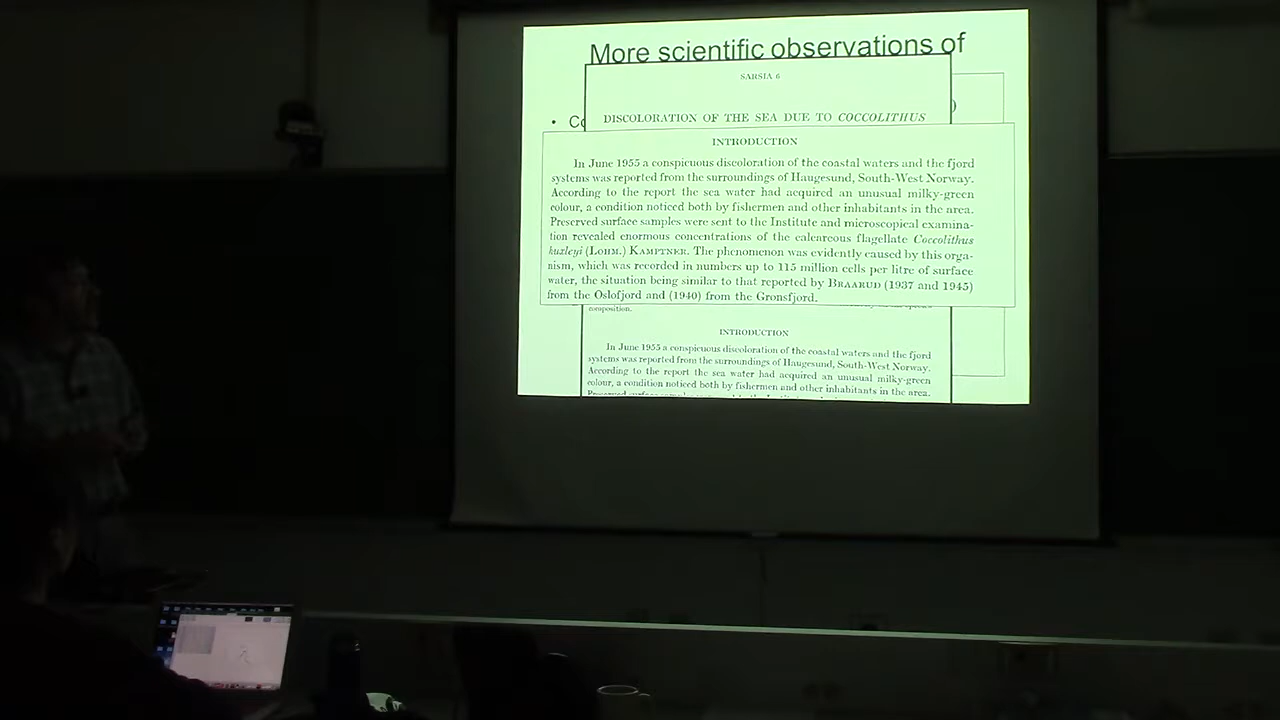 More scientific observations of
SARSIA 6
DISCOLORATION OF THE SEA DUE TO COCCOLITHUS
INTRODUCTION
In June 1955 a conspicuous discoloration of the coastal waters and the fjord
systems was reported from the surroundings of Haugesund, South-West Norway.
According to the report the sea water had acquired an unusual milky-green
colour, a condition noticed both by fishermen and other inhabitants in the area.
Preserved surface samples were sent to the Institute and microscopical examina-
tion revealed enormous concentrations of the calcareous flagellate Coccolithus
huxleyi (LOHM.) KAMPTNER. The phenomenon was evidently caused by this orga-
nism, which was recorded in numbers up to 115 million cells per litre of surface
water, the situation being similar to that reported by BRAARUD (1937 and 1945)
from the Oslofjord and (1940) from the Gronsfjord.
composition.
INTRODUCTION
In June 1955 a conspicuous discoloration of the coastal waters and the fjord
systems was reported from the surroundings of Haugesund, South-West Norway.
According to the report the sea water had acquired an unusual milky-green
colour, a condition noticed both by fishermen and other inhabitants in the area.